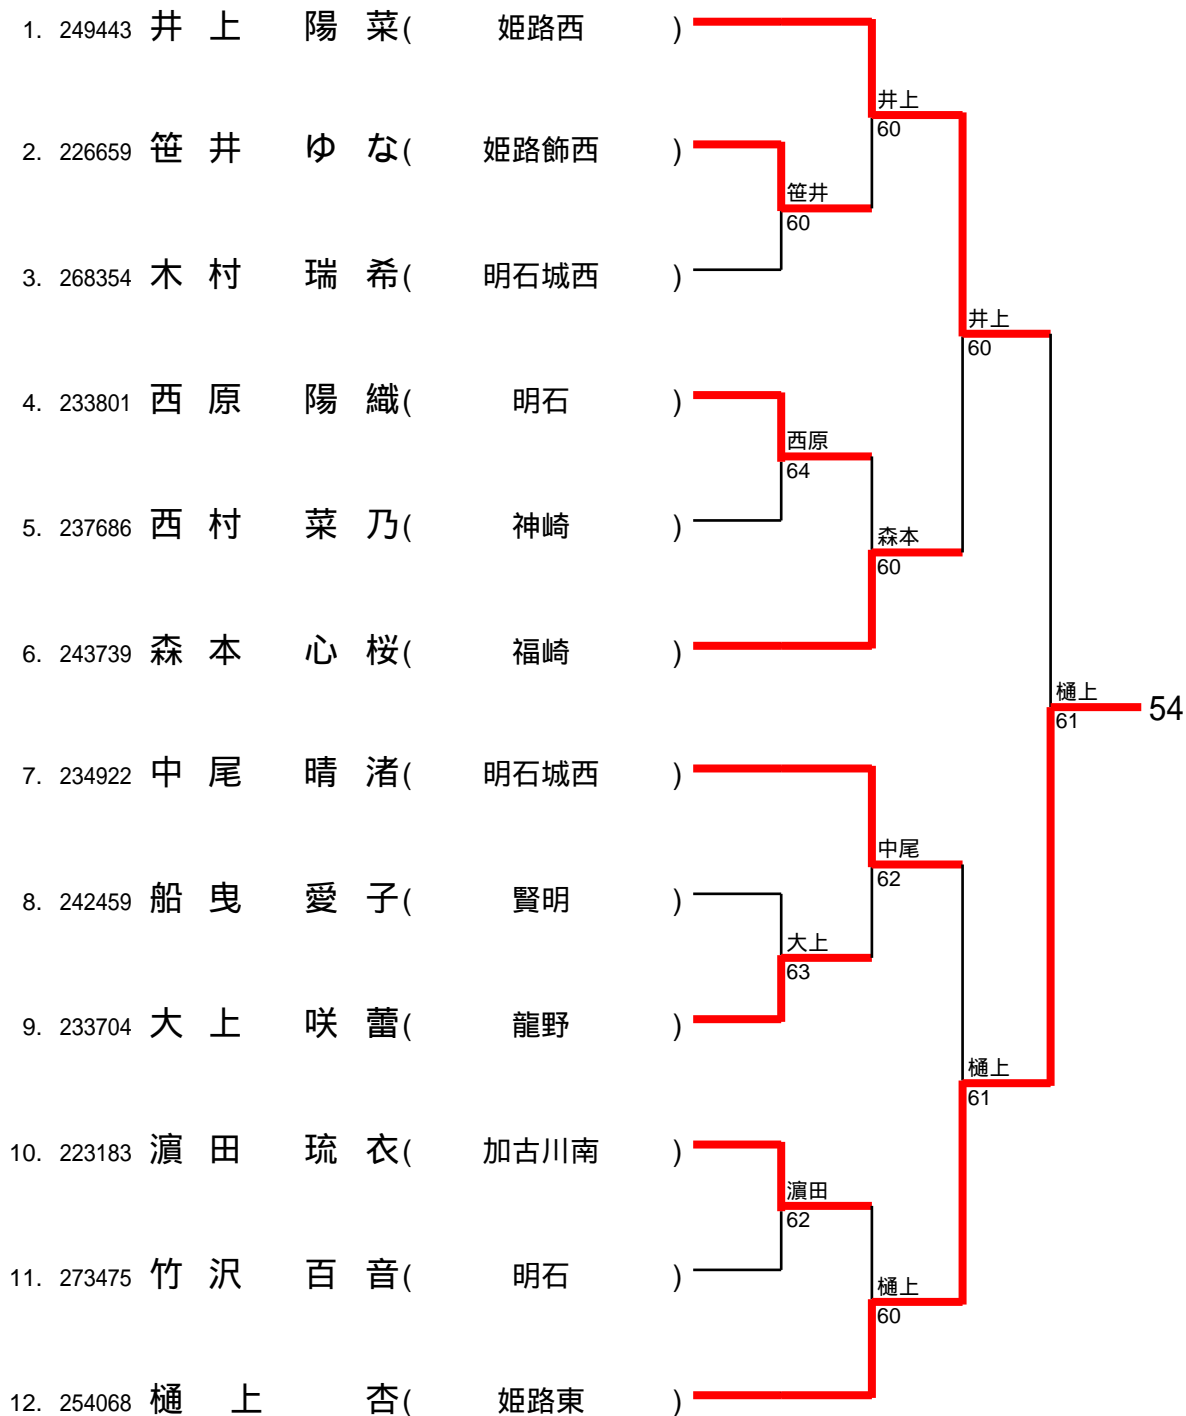 1. 249443 井上 陽菜( 姫路西 )
井上
60
2. 226659 笹井 ゆな( 姫路飾西 )
笹井
60
3. 268354 木村 瑞希( 明石城西 )
井上
60
4. 233801 西原 陽織( 明石 )
西原
64
5. 237686 西村 菜乃( 神崎 )
森本
60
6. 243739 森本 心桜( 福崎 )
樋上
61
54
7. 234922 中尾 晴渚( 明石城西 )
中尾
62
8. 242459 船曳 愛子( 賢明 )
大上
63
9. 233704 大上 咲蕾( 龍野 )
樋上
61
10. 223183 濵田 琉衣( 加古川南 )
濵田
62
11. 273475 竹沢 百音( 明石 )
樋上
60
12. 254068 樋上 杏( 姫路東 )